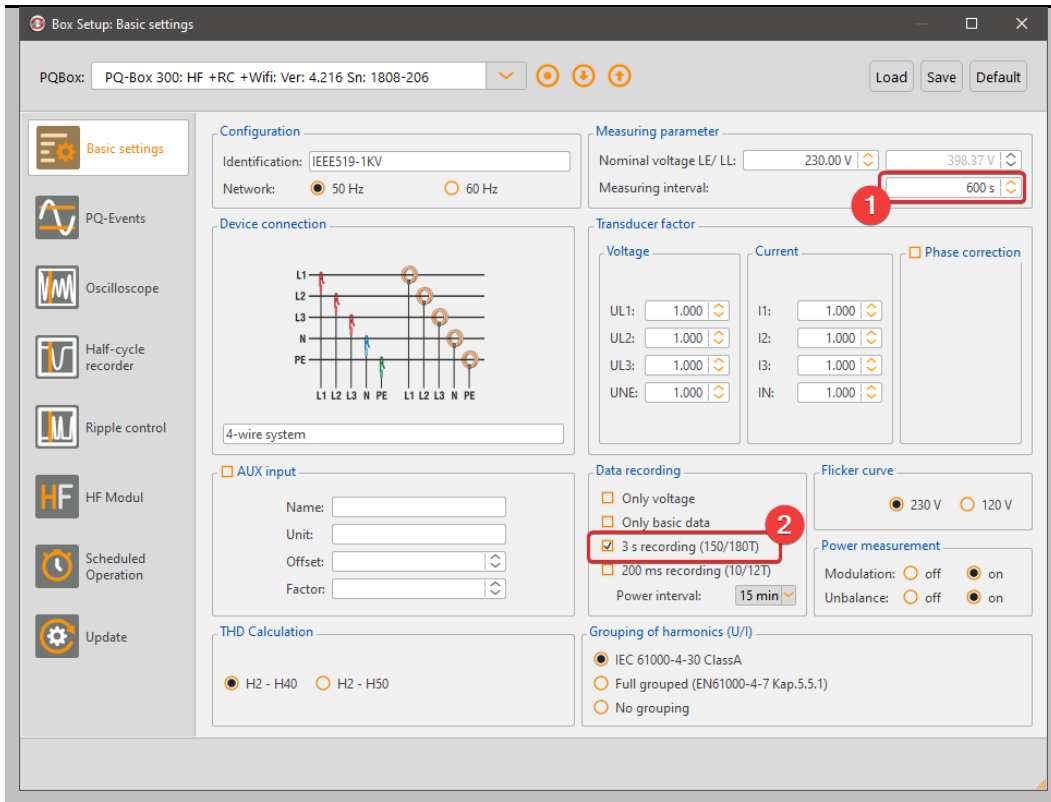 Box Setup: Basic settings
PQBox: PQ-Box 300: HF +RC +Wifi: Ver: 4.216 Sn: 1808-206
Load Save Default
Basic settings
PQ-Events
Oscilloscope
Half-cycle
recorder
Ripple control
HF HF Modul
Scheduled
Operation
Update
Configuration
Identification: IEEE519-1KV
Network: 50 Hz 60 Hz
Measuring parameter
Nominal voltage LE/ LL: 230.00 V 398.37 V
Measuring interval: 600 s
1
Device connection
L1
L2
L3
N
PE
L1 L2 L3 N PE L1 L2 L3 N PE
4-wire system
Transducer factor
Voltage
UL1: 1.000
UL2: 1.000
UL3: 1.000
UNE: 1.000
Current
I1: 1.000
I2: 1.000
I3: 1.000
IN: 1.000
Phase correction
AUX input
Name:
Unit:
Offset:
Factor:
Data recording
Only voltage
Only basic data
2
3 s recording (150/180T)
200 ms recording (10/12T)
Power interval: 15 min
Flicker curve
230 V 120 V
Power measurement
Modulation: off on
Unbalance: off on
THD Calculation
H2 - H40 H2 - H50
Grouping of harmonics (U/I)
IEC 61000-4-30 ClassA
Full grouped (EN61000-4-7 Kap.5.5.1)
No grouping